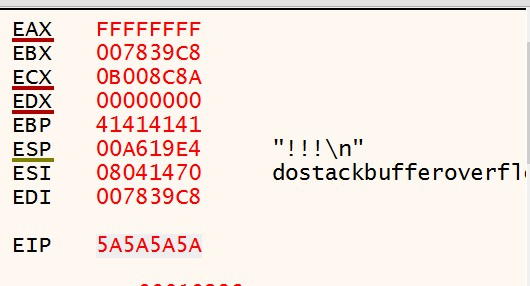 EAX FFFFFFFF
EBX 007839C8
ECX 0B008C8A
EDX 00000000
EBP 41414141
ESP 00A619E4 "!!!\n"
ESI 08041470 dostackbufferoverfl
EDI 007839C8
EIP 5A5A5A5A